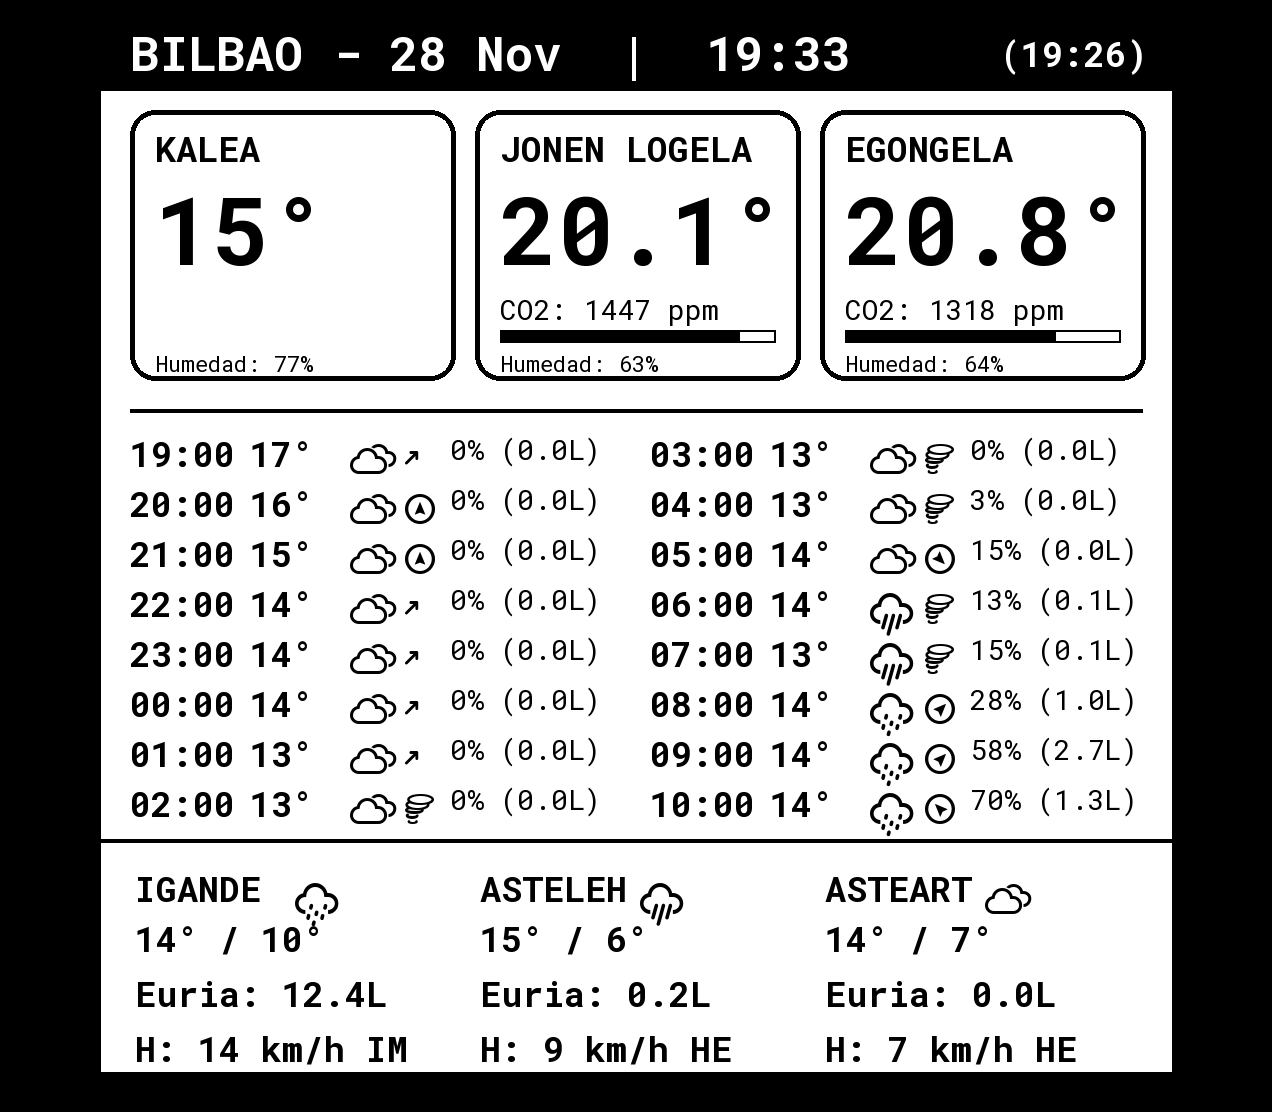 BILBAO - 28 Nov | 19:33 (19:26)
KALEA
15°
Humedad: 77%
JONEN LOGELA
20.1°
CO2: 1447 ppm
Humedad: 63%
EGONGELA
20.8°
CO2: 1318 ppm
Humedad: 64%
19:00 17° 0% (0.0L)
20:00 16° 0% (0.0L)
21:00 15° 0% (0.0L)
22:00 14° 0% (0.0L)
23:00 14° 0% (0.0L)
00:00 14° 0% (0.0L)
01:00 13° 0% (0.0L)
02:00 13° 0% (0.0L)
03:00 13° 0% (0.0L)
04:00 13° 3% (0.0L)
05:00 14° 15% (0.0L)
06:00 14° 13% (0.1L)
07:00 13° 15% (0.1L)
08:00 14° 28% (1.0L)
09:00 14° 58% (2.7L)
10:00 14° 70% (1.3L)
IGANDE
14° / 10°
Euria: 12.4L
H: 14 km/h IM
ASTELEH
15° / 6°
Euria: 0.2L
H: 9 km/h HE
ASTEART
14° / 7°
Euria: 0.0L
H: 7 km/h HE